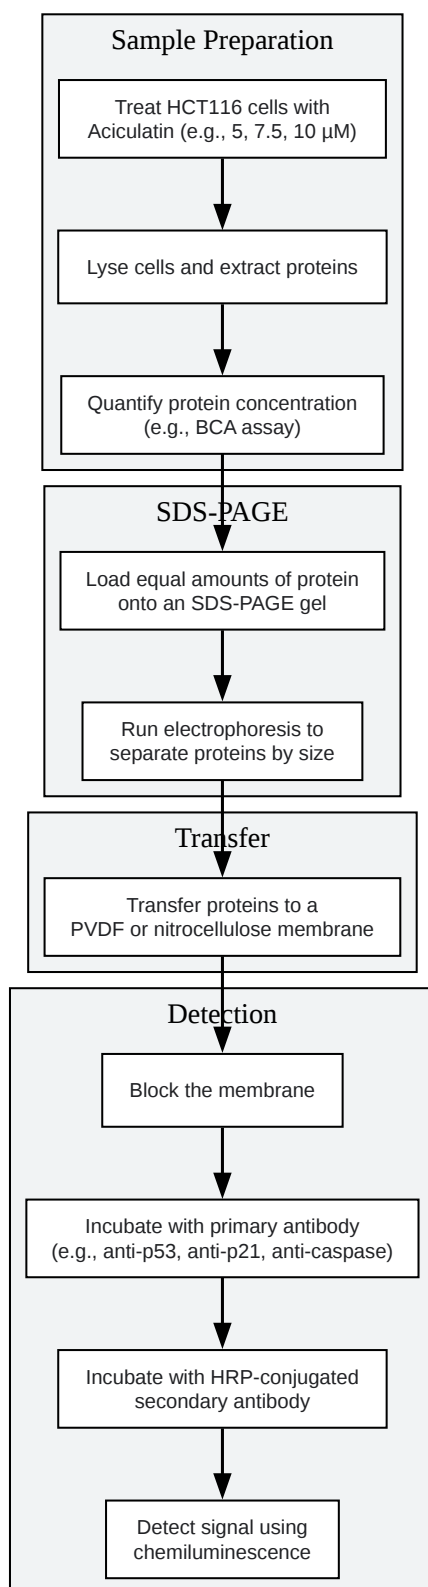 Sample Preparation
Treat HCT116 cells with
Aciculatin (e.g., 5, 7.5, 10 µM)
Lyse cells and extract proteins
Quantify protein concentration
(e.g., BCA assay)
SDS-PAGE
Load equal amounts of protein
onto an SDS-PAGE gel
Run electrophoresis to
separate proteins by size
Transfer
Transfer proteins to a
PVDF or nitrocellulose membrane
Detection
Block the membrane
Incubate with primary antibody
(e.g., anti-p53, anti-p21, anti-caspase)
Incubate with HRP-conjugated
secondary antibody
Detect signal using
chemiluminescence